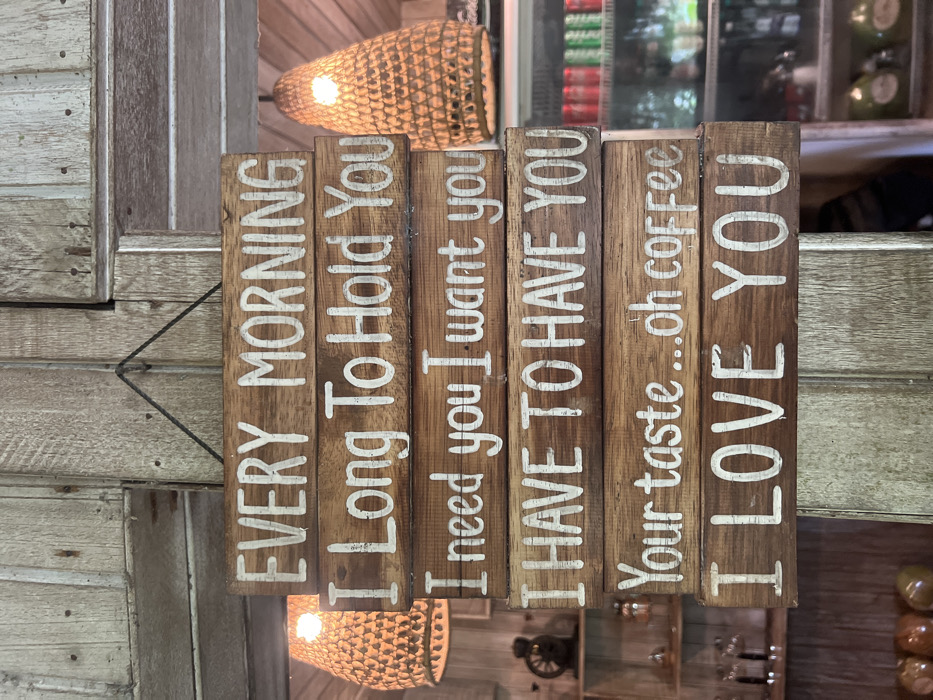 EVERY MORNING
I Long To Hold You
I need you I want you
I HAVE TO HAVE YOU
Your taste...oh coffee
I LOVE YOU